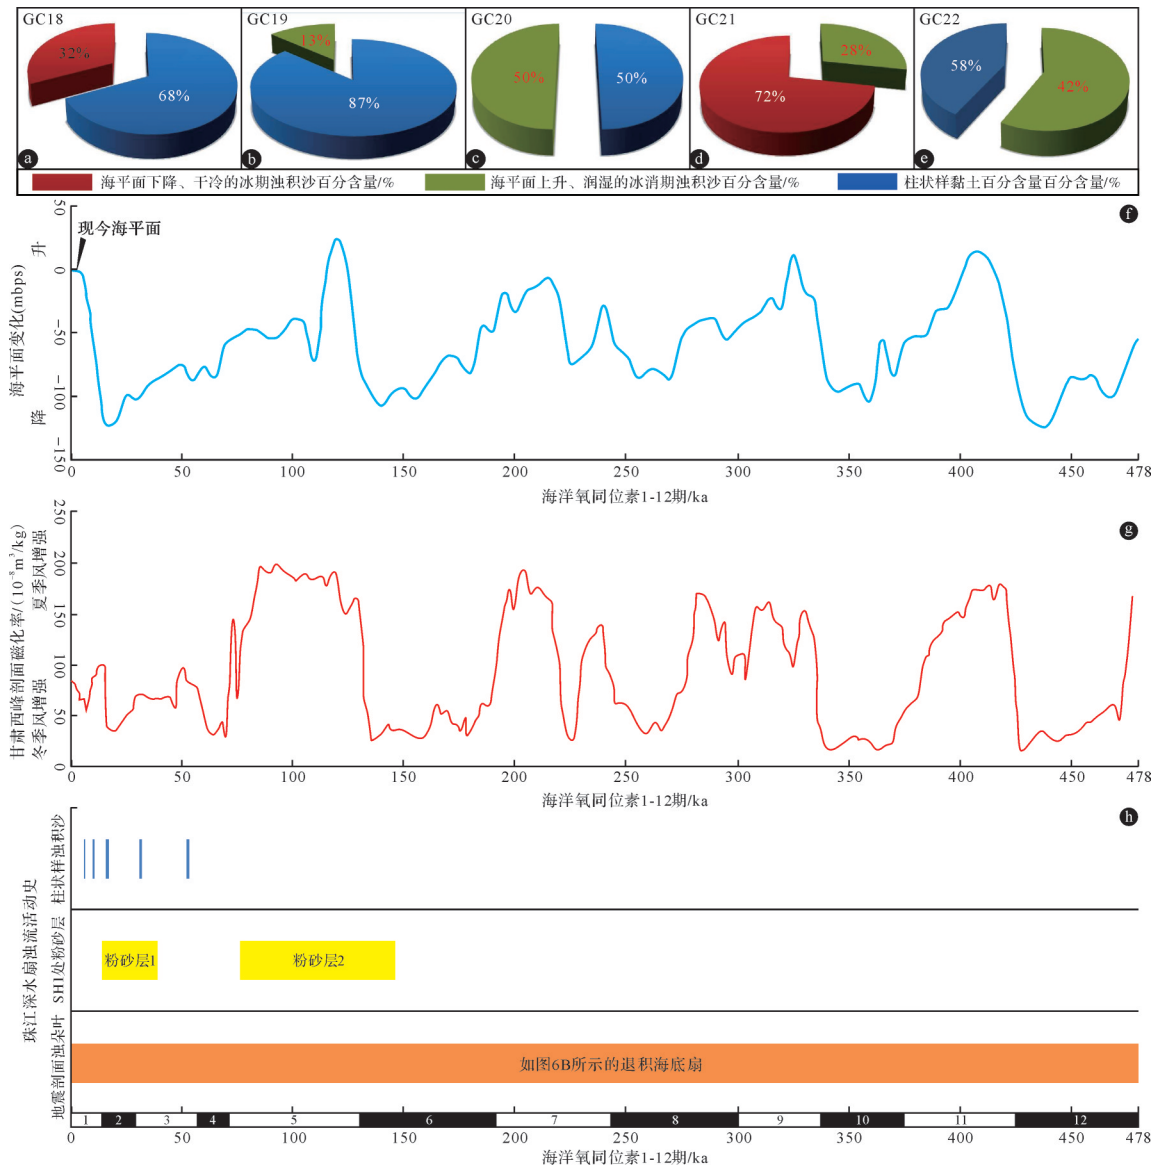 GC18
GC19
GC20
GC21
GC22
32%
68%
13%
87%
50%
50%
28%
72%
58%
42%
a
b
c
d
e
海平面下降、干冷的冰期浊积沙百分含量/%
海平面上升、润湿的冰消期浊积沙百分含量/%
柱状样黏土百分含量百分含量/%
f
海平面变化(mbps)
降
升
50
0
−50
−100
−150
现今海平面
0
50
100
150
200
250
300
350
400
450
478
海洋氧同位素1-12期/ka
g
甘肃西峰剖面磁化率/(10⁻⁸m³/kg)
冬季风增强
夏季风增强
250
200
150
100
50
0
0
50
100
150
200
250
300
350
400
450
478
海洋氧同位素1-12期/ka
h
珠江深水扇浊流活动史
柱状样浊积沙
SH1处粉砂层
地震剖面浊朵叶
粉砂层1
粉砂层2
如图6B所示的退积海底扇
1
2
3
4
5
6
7
8
9
10
11
12
0
50
100
150
200
250
300
350
400
450
478
海洋氧同位素1-12期/ka